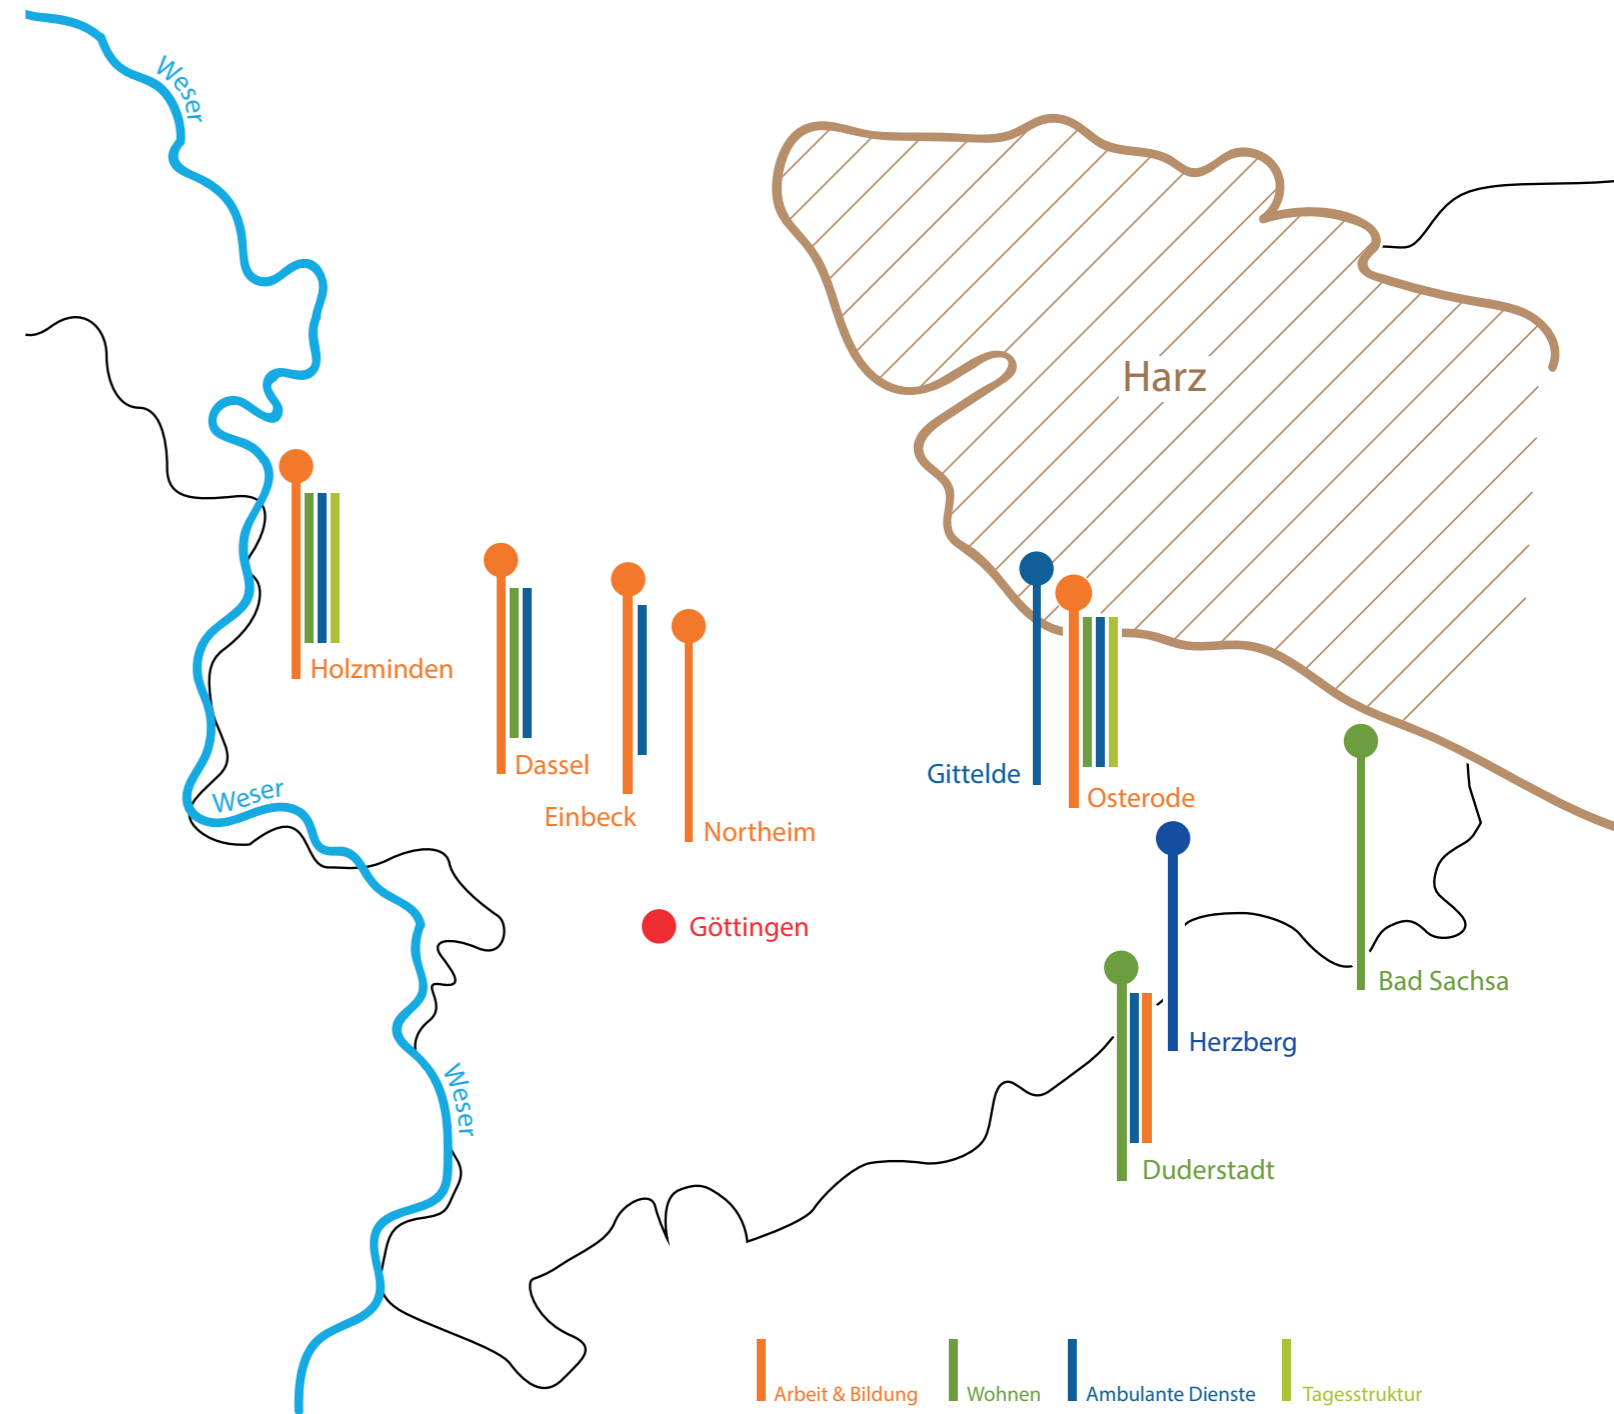 Weser
Harz
Holzminden
Dassel
Gittelde
Osterode
Weser
Einbeck
Northeim
Göttingen
Bad Sachsa
Herzberg
Weser
Duderstadt
Arbeit & Bildung
Wohnen
Ambulante Dienste
Tagesstruktur